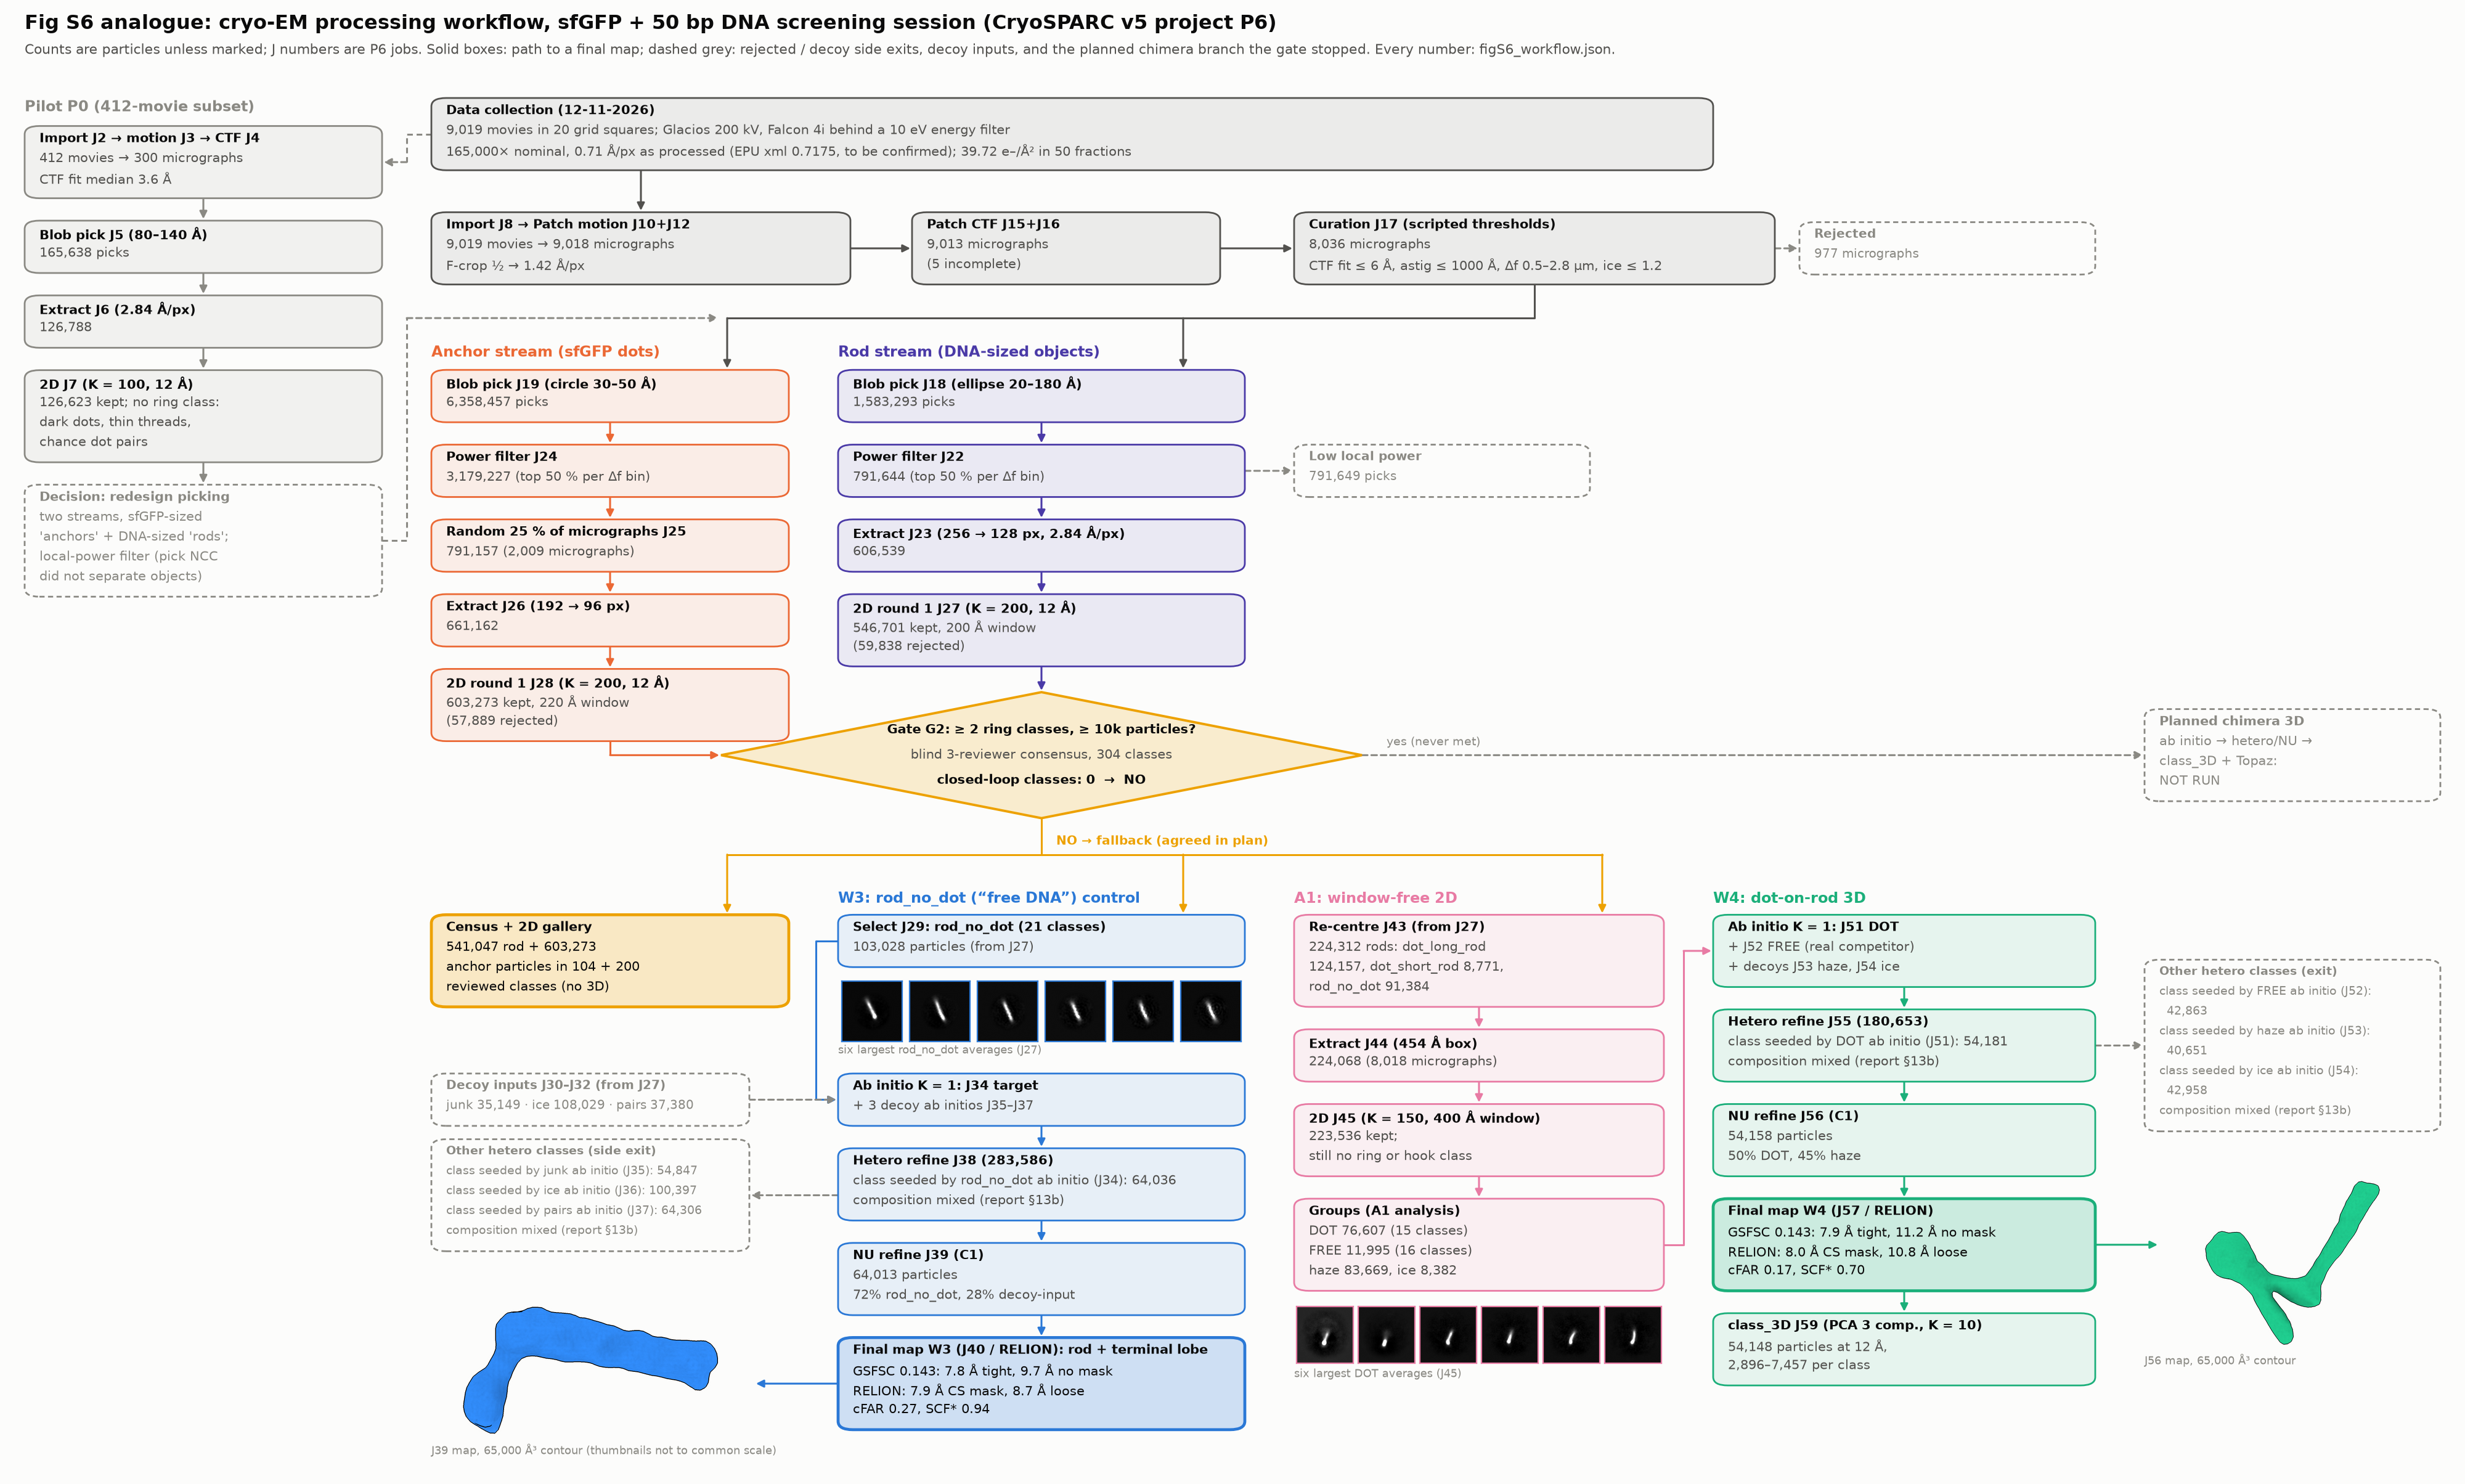 Fig S6 analogue: cryo-EM processing workflow, sfGFP + 50 bp DNA screening session (CryoSPARC v5 project P6)
Counts are particles unless marked; J numbers are P6 jobs. Solid boxes: path to a final map; dashed grey: rejected / decoy side exits, decoy inputs, and the planned chimera branch the gate stopped. Every number: figS6_workflow.json.
Pilot P0 (412-movie subset)
Import J2 → motion J3 → CTF J4
412 movies → 300 micrographs
CTF fit median 3.6 Å
Blob pick J5 (80–140 Å)
165,638 picks
Extract J6 (2.84 Å/px)
126,788
2D J7 (K = 100, 12 Å)
126,623 kept; no ring class:
dark dots, thin threads,
chance dot pairs
Decision: redesign picking
two streams, sfGFP-sized
'anchors' + DNA-sized 'rods';
local-power filter (pick NCC
did not separate objects)
Data collection (12-11-2026)
9,019 movies in 20 grid squares; Glacios 200 kV, Falcon 4i behind a 10 eV energy filter
165,000× nominal, 0.71 Å/px as processed (EPU xml 0.7175, to be confirmed); 39.72 e–/Å² in 50 fractions
Import J8 → Patch motion J10+J12
9,019 movies → 9,018 micrographs
F-crop ½ → 1.42 Å/px
Patch CTF J15+J16
9,013 micrographs
(5 incomplete)
Curation J17 (scripted thresholds)
8,036 micrographs
CTF fit ≤ 6 Å, astig ≤ 1000 Å, Δf 0.5–2.8 µm, ice ≤ 1.2
Rejected
977 micrographs
Anchor stream (sfGFP dots)
Blob pick J19 (circle 30–50 Å)
6,358,457 picks
Power filter J24
3,179,227 (top 50 % per Δf bin)
Random 25 % of micrographs J25
791,157 (2,009 micrographs)
Extract J26 (192 → 96 px)
661,162
2D round 1 J28 (K = 200, 12 Å)
603,273 kept, 220 Å window
(57,889 rejected)
Rod stream (DNA-sized objects)
Blob pick J18 (ellipse 20–180 Å)
1,583,293 picks
Power filter J22
791,644 (top 50 % per Δf bin)
Low local power
791,649 picks
Extract J23 (256 → 128 px, 2.84 Å/px)
606,539
2D round 1 J27 (K = 200, 12 Å)
546,701 kept, 200 Å window
(59,838 rejected)
Gate G2: ≥ 2 ring classes, ≥ 10k particles?
blind 3-reviewer consensus, 304 classes
closed-loop classes: 0 → NO
yes (never met)
Planned chimera 3D
ab initio → hetero/NU →
class_3D + Topaz:
NOT RUN
NO → fallback (agreed in plan)
Census + 2D gallery
541,047 rod + 603,273
anchor particles in 104 + 200
reviewed classes (no 3D)
W3: rod_no_dot (“free DNA”) control
Select J29: rod_no_dot (21 classes)
103,028 particles (from J27)
six largest rod_no_dot averages (J27)
Decoy inputs J30–J32 (from J27)
junk 35,149 · ice 108,029 · pairs 37,380
Ab initio K = 1: J34 target
+ 3 decoy ab initios J35–J37
Other hetero classes (side exit)
class seeded by junk ab initio (J35): 54,847
class seeded by ice ab initio (J36): 100,397
class seeded by pairs ab initio (J37): 64,306
composition mixed (report §13b)
Hetero refine J38 (283,586)
class seeded by rod_no_dot ab initio (J34): 64,036
composition mixed (report §13b)
NU refine J39 (C1)
64,013 particles
72% rod_no_dot, 28% decoy-input
Final map W3 (J40 / RELION): rod + terminal lobe
GSFSC 0.143: 7.8 Å tight, 9.7 Å no mask
RELION: 7.9 Å CS mask, 8.7 Å loose
cFAR 0.27, SCF* 0.94
J39 map, 65,000 Å³ contour (thumbnails not to common scale)
A1: window-free 2D
Re-centre J43 (from J27)
224,312 rods: dot_long_rod
124,157, dot_short_rod 8,771,
rod_no_dot 91,384
Extract J44 (454 Å box)
224,068 (8,018 micrographs)
2D J45 (K = 150, 400 Å window)
223,536 kept;
still no ring or hook class
Groups (A1 analysis)
DOT 76,607 (15 classes)
FREE 11,995 (16 classes)
haze 83,669, ice 8,382
six largest DOT averages (J45)
W4: dot-on-rod 3D
Ab initio K = 1: J51 DOT
+ J52 FREE (real competitor)
+ decoys J53 haze, J54 ice
Hetero refine J55 (180,653)
class seeded by DOT ab initio (J51): 54,181
composition mixed (report §13b)
Other hetero classes (exit)
class seeded by FREE ab initio (J52):
42,863
class seeded by haze ab initio (J53):
40,651
class seeded by ice ab initio (J54):
42,958
composition mixed (report §13b)
NU refine J56 (C1)
54,158 particles
50% DOT, 45% haze
Final map W4 (J57 / RELION)
GSFSC 0.143: 7.9 Å tight, 11.2 Å no mask
RELION: 8.0 Å CS mask, 10.8 Å loose
cFAR 0.17, SCF* 0.70
class_3D J59 (PCA 3 comp., K = 10)
54,148 particles at 12 Å,
2,896–7,457 per class
J56 map, 65,000 Å³ contour